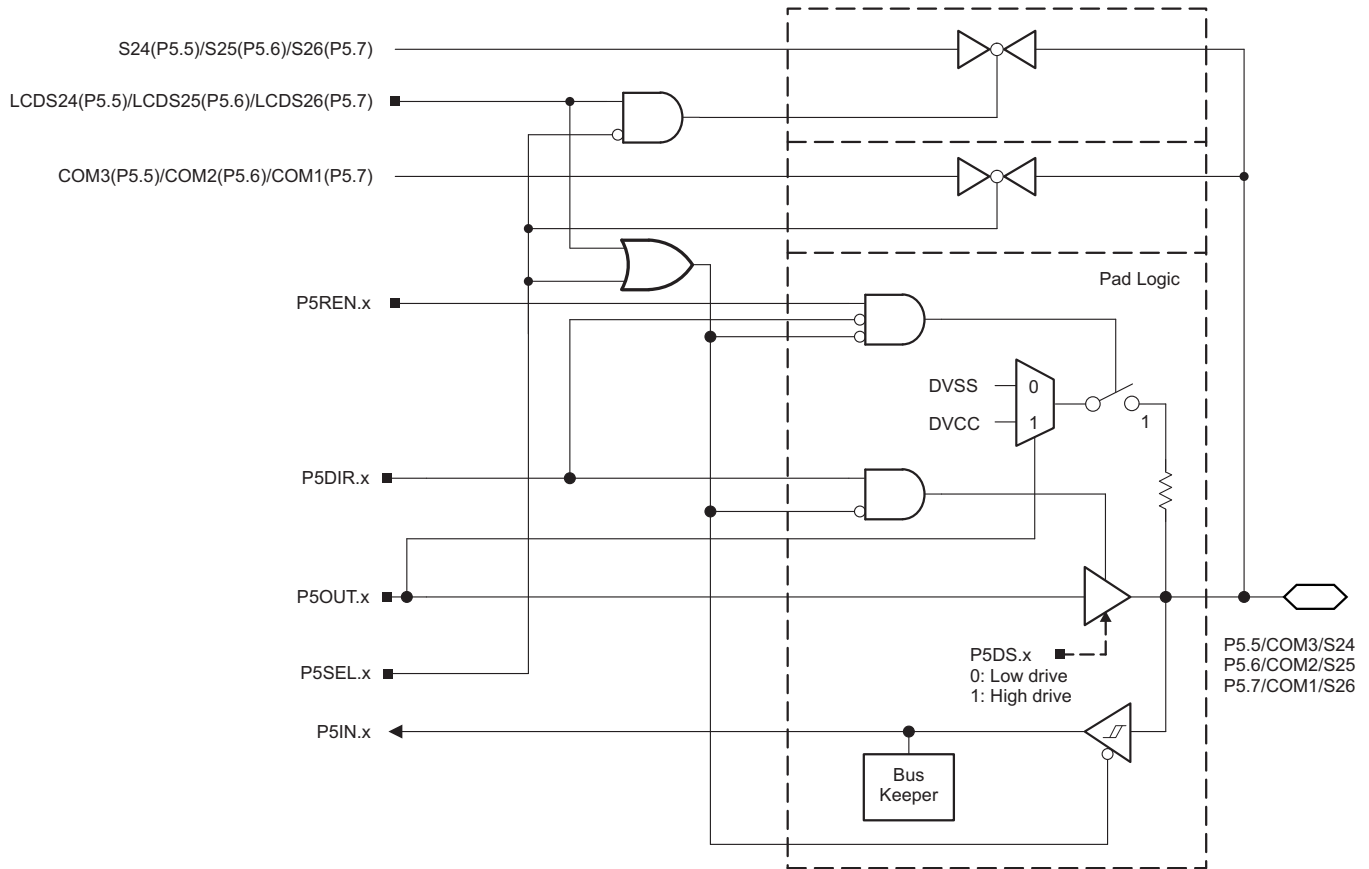 S24(P5.5)/S25(P5.6)/S26(P5.7)
LCDS24(P5.5)/LCDS25(P5.6)/LCDS26(P5.7)
COM3(P5.5)/COM2(P5.6)/COM1(P5.7)
Pad Logic
P5REN.x
DVSS
0
DVCC
1
1
P5DIR.x
P5OUT.x
P5DS.x
0: Low drive
1: High drive
P5.5/COM3/S24
P5.6/COM2/S25
P5.7/COM1/S26
P5SEL.x
P5IN.x
Bus
Keeper